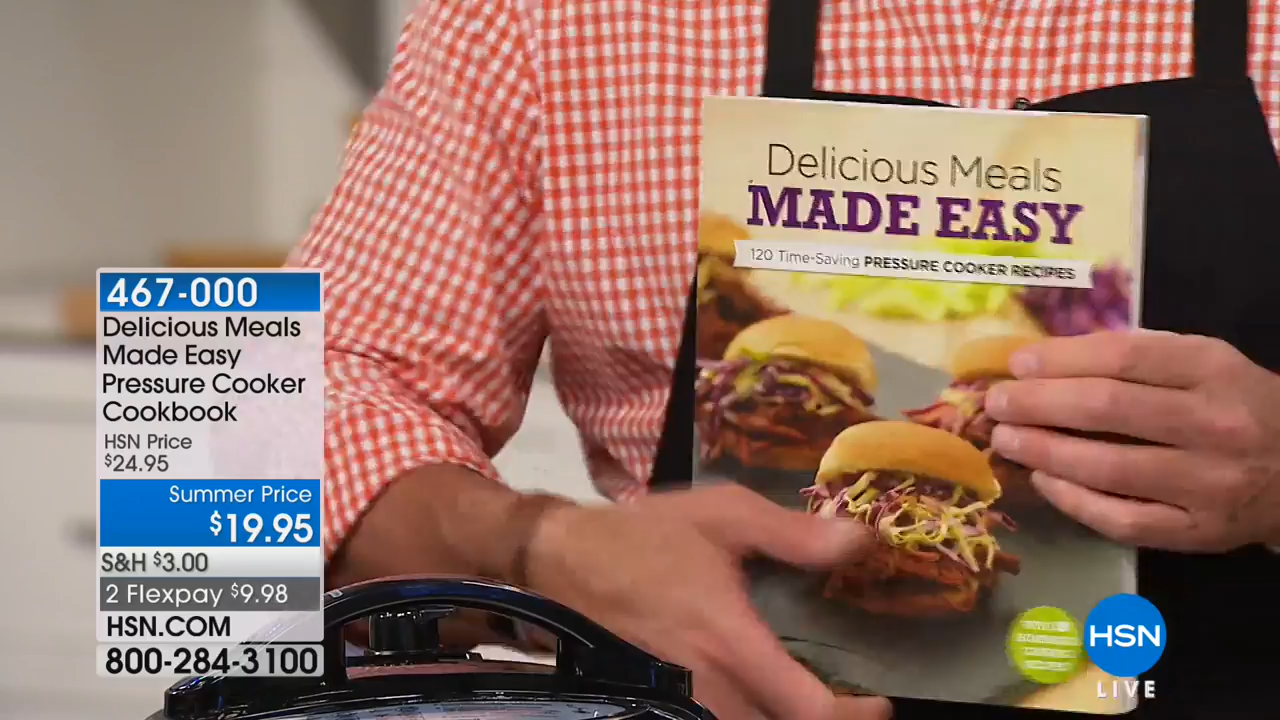 Delicious Meals
MADE EASY
120 Time-Saving PRESSURE COOKER RECIPES
467-000
Delicious Meals
Made Easy
Pressure Cooker
Cookbook
HSN Price
$24.95
Summer Price
$19.95
S&H $3.00
2 Flexpay $9.98
HSN.COM
800-284-3100
HSN
LIVE